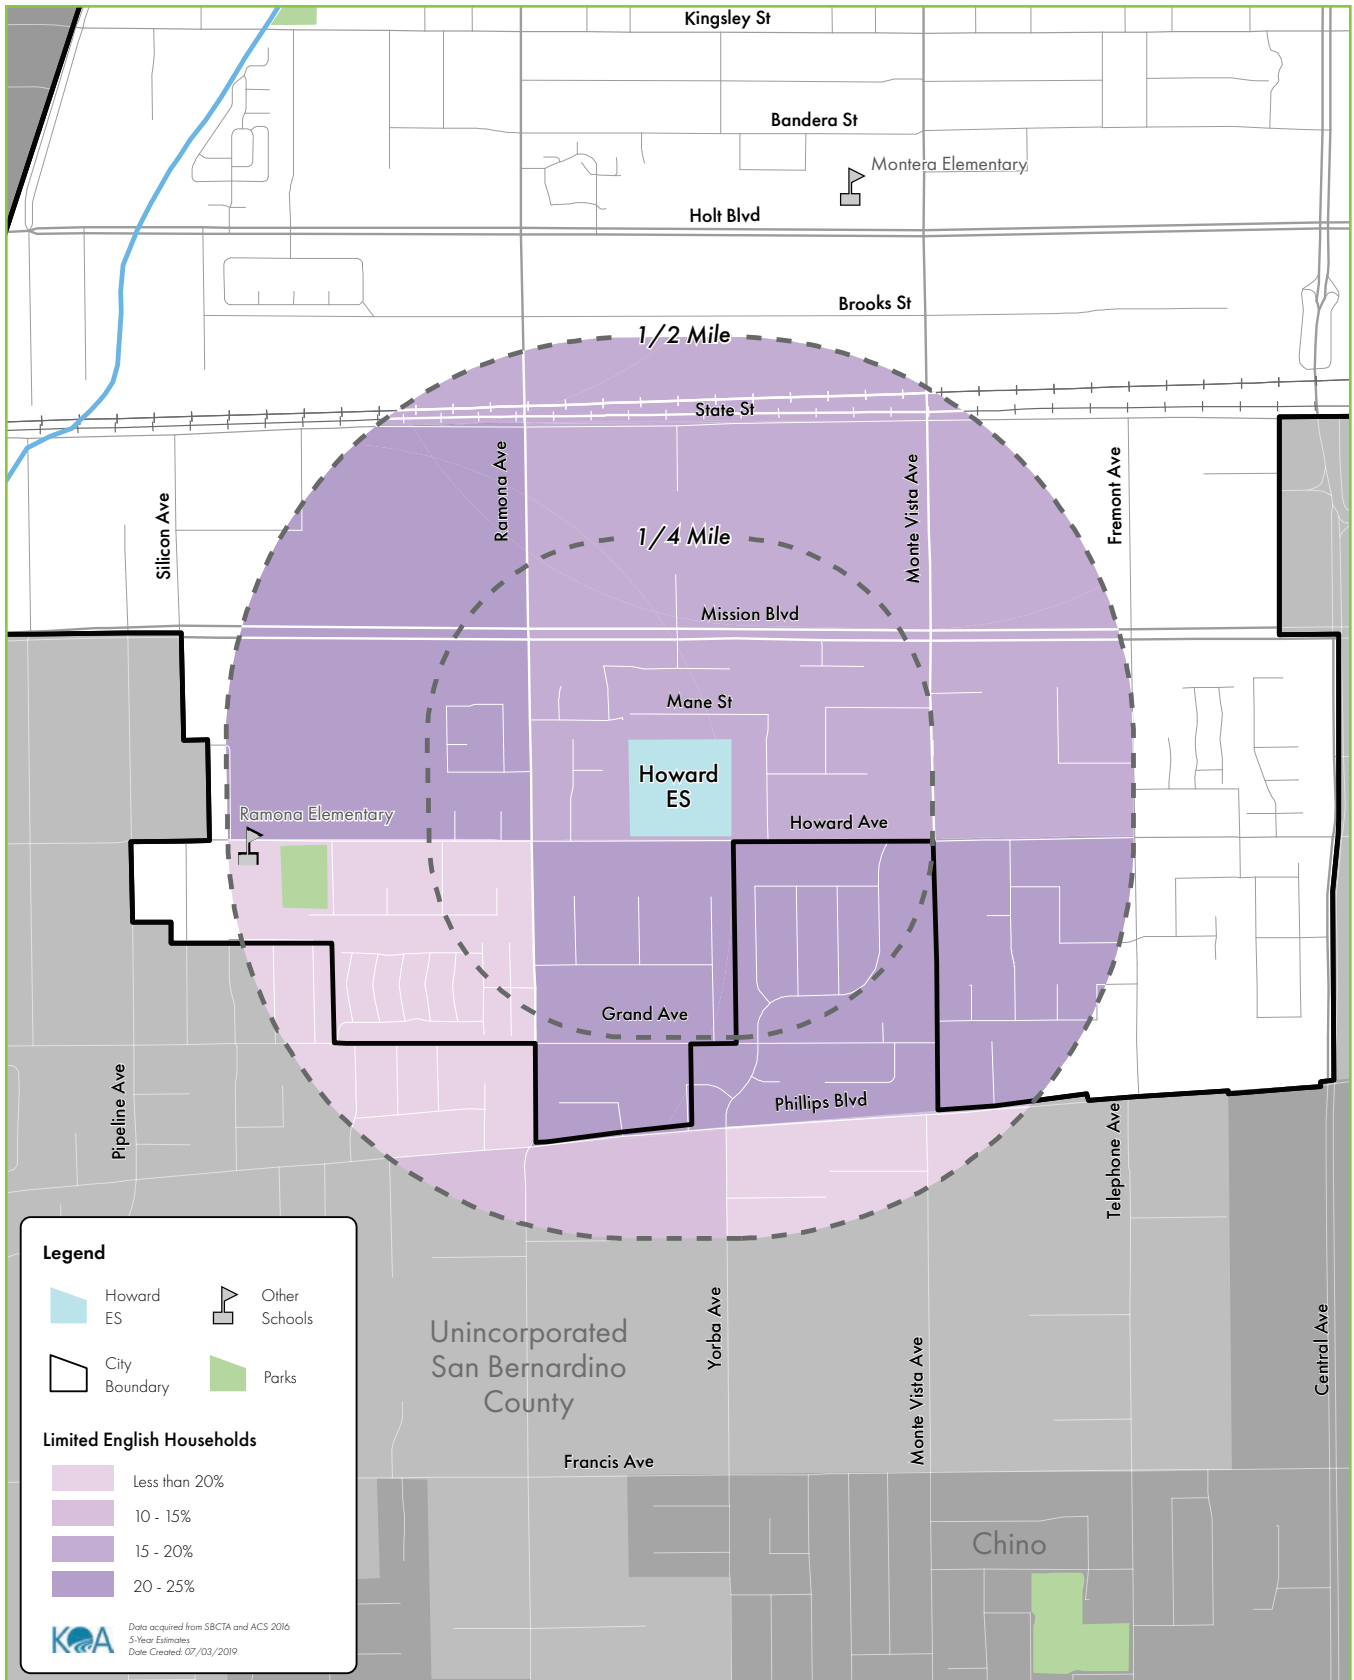 Kingsley St
Bandera St
Montera Elementary
Holt Blvd
Brooks St
1/2 Mile
State St
Ramona Ave
Monte Vista Ave
Fremont Ave
Silicon Ave
1/4 Mile
Mission Blvd
Mane St
Howard
ES
Ramona Elementary
Howard Ave
Grand Ave
Phillips Blvd
Pipeline Ave
Telephone Ave
Yorba Ave
Monte Vista Ave
Central Ave
Unincorporated
San Bernardino
County
Francis Ave
Chino
Legend
Howard
ES
Other
Schools
City
Boundary
Parks
Limited English Households
Less than 20%
10 - 15%
15 - 20%
20 - 25%
KOA
Data acquired from SBCTA and ACS 2016
5-Year Estimates
Date Created: 07/03/2019